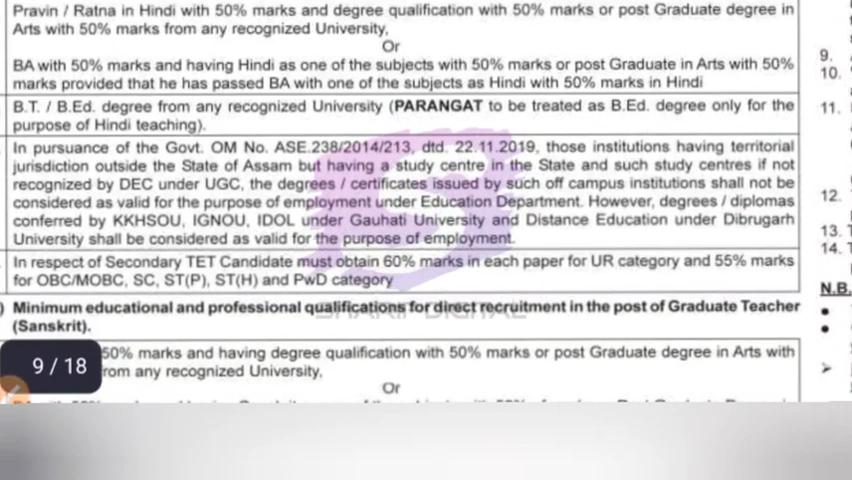 Pravin / Ratna in Hindi with 50% marks and degree qualification with 50% marks or post Graduate degree in
Arts with 50% marks from any recognized University,
Or
BA with 50% marks and having Hindi as one of the subjects with 50% marks or post Graduate in Arts with 50%
marks provided that he has passed BA with one of the subjects as Hindi with 50% marks in Hindi
B.T. / B.Ed. degree from any recognized University (PARANGAT to be treated as B.Ed. degree only for the
purpose of Hindi teaching).
In pursuance of the Govt. OM No. ASE.238/2014/213, dtd. 22.11.2019, those institutions having territorial
jurisdiction outside the State of Assam but having a study centre in the State and such study centres if not
recognized by DEC under UGC, the degrees / certificates issued by such off campus institutions shall not be
considered as valid for the purpose of employment under Education Department. However, degrees / diplomas
conferred by KKHSOU, IGNOU, IDOL under Gauhati University and Distance Education under Dibrugarh
University shall be considered as valid for the purpose of employment.
In respect of Secondary TET Candidate must obtain 60% marks in each paper for UR category and 55% marks
for OBC/MOBC, SC, ST(P), ST(H) and PwD category
) Minimum educational and professional qualifications for direct recruitment in the post of Graduate Teacher
(Sanskrit).
50% marks and having degree qualification with 50% marks or post Graduate degree in Arts with
rom any recognized University,
Or
9 / 18
9.
10.
11.
12.
13.
14.
N.B.